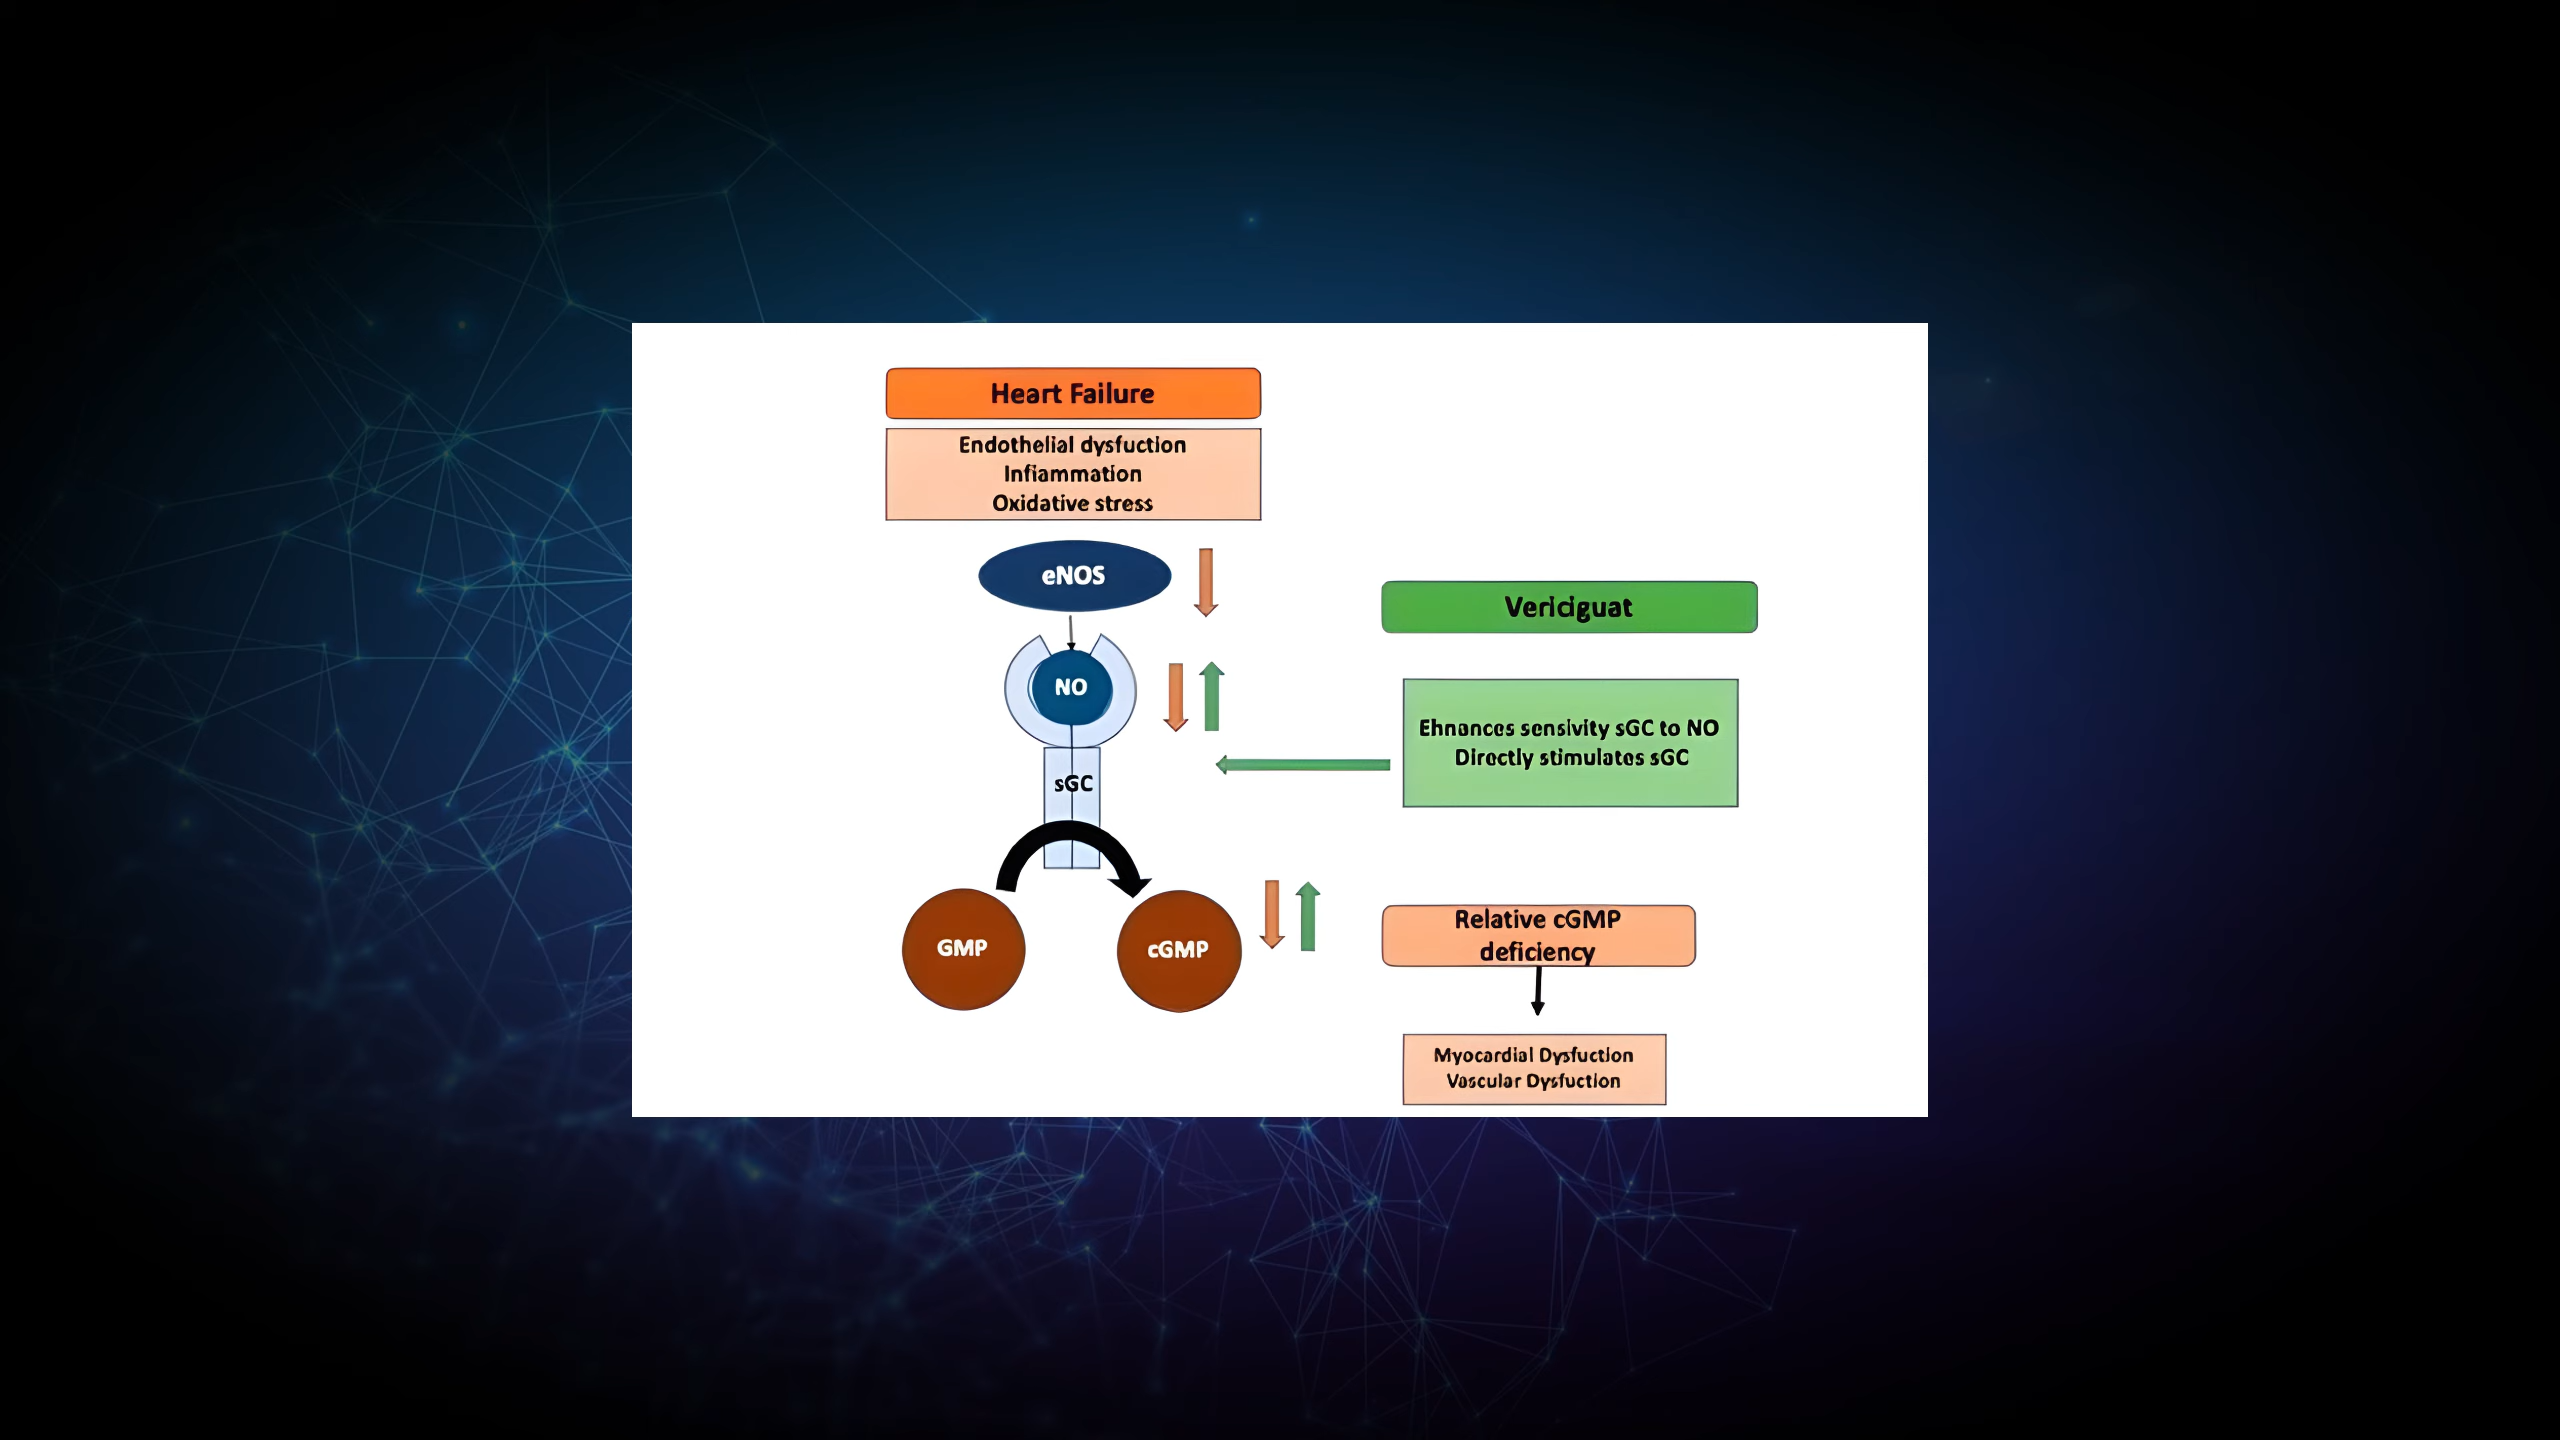 Heart Failure
Endothelial dysfuction
Infiammation
Oxidative stress
eNOS
NO
sGC
GMP
cGMP
Vericiguat
Ehnances sensivity sGC to NO
Directly stimulates sGC
Relative cGMP
deficiency
Myocardial Dysfuction
Vascular Dysfuction